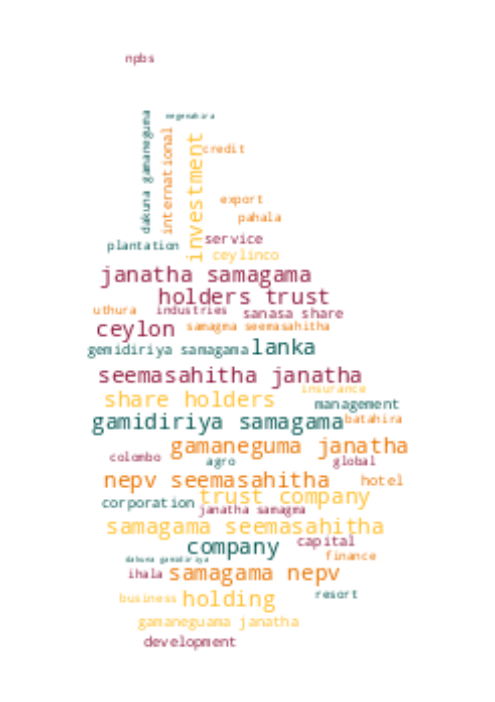 npbs
negenahira
dakuna gamaneguma
international
investment
credit
export
pahala
service
plantation
ceylinco
janatha samagama
holders trust
uthura
industries
sanasa share
ceylon
samagma seemasahitha
gemidiriya samagama
lanka
seemasahitha janatha
insurance
share holders
management
gamidiriya samagama
batahira
gamaneguma janatha
colombo
agro
global
nepv seemasahitha
hotel
trust company
corporation
janatha samagma
samagama seemasahitha
company
capital
finance
dakuna gamidiriya
ihala
samagama nepv
business
holding
resort
gamaneguama janatha
development